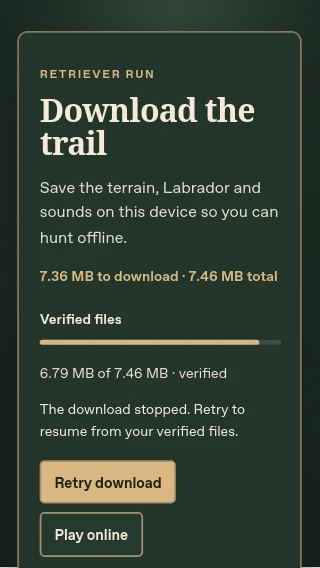 RETRIEVER RUN
Download the
trail
Save the terrain, Labrador and
sounds on this device so you can
hunt offline.
7.36 MB to download · 7.46 MB total
Verified files
6.79 MB of 7.46 MB · verified
The download stopped. Retry to
resume from your verified files.
Retry download
Play online